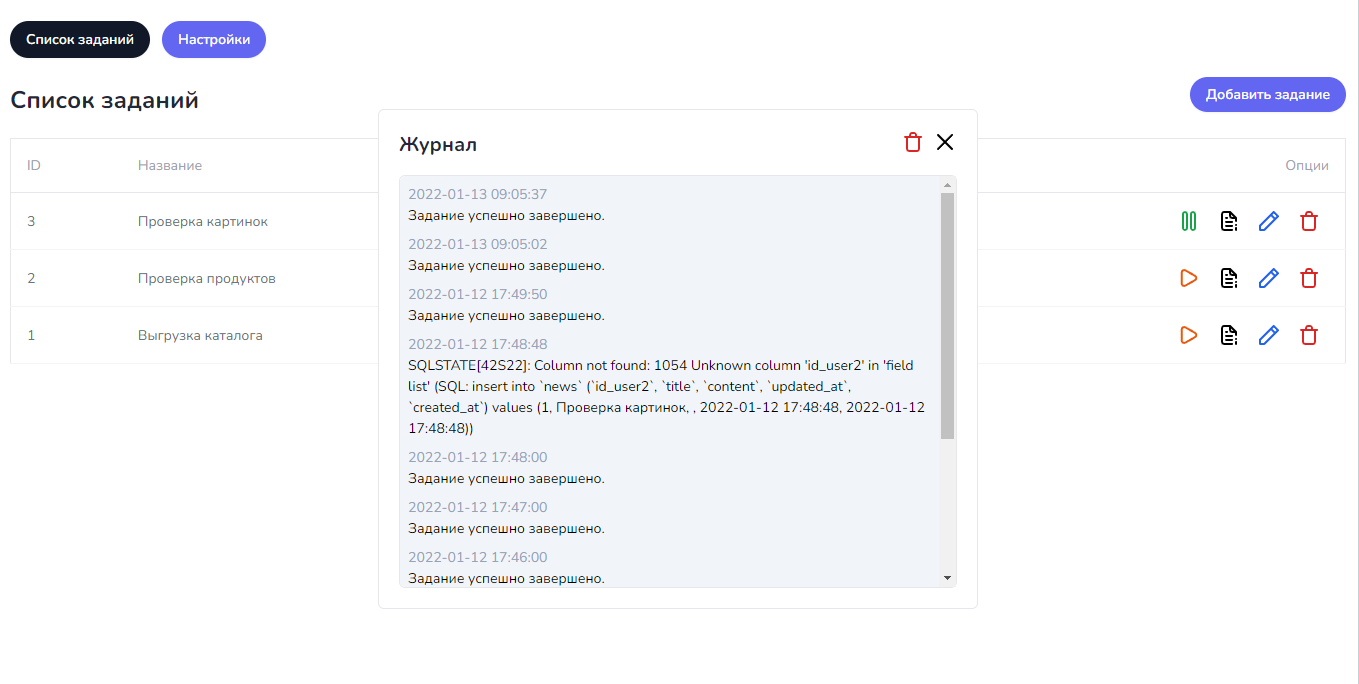 Список заданий
Настройки
Список заданий
Добавить задание
ID
Название
Опции
3
Проверка картинок
2
Проверка продуктов
1
Выгрузка каталога
Журнал
2022-01-13 09:05:37
Задание успешно завершено.
2022-01-13 09:05:02
Задание успешно завершено.
2022-01-12 17:49:50
Задание успешно завершено.
2022-01-12 17:48:48
SQLSTATE[42S22]: Column not found: 1054 Unknown column 'id_user2' in 'field
list' (SQL: insert into `news` (`id_user2`, `title`, `content`, `updated_at`,
`created_at`) values (1, Проверка картинок, , 2022-01-12 17:48:48, 2022-01-12
17:48:48))
2022-01-12 17:48:00
Задание успешно завершено.
2022-01-12 17:47:00
Задание успешно завершено.
2022-01-12 17:46:00
Задание успешно завершено.